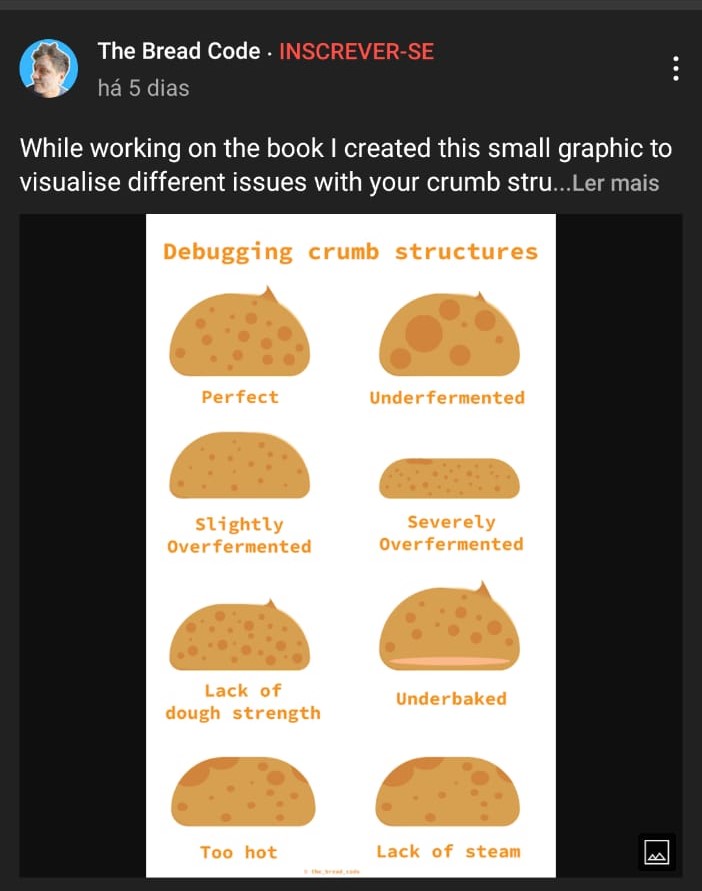 The Bread Code · INSCREVER-SE
há 5 dias
While working on the book I created this small graphic to
visualise different issues with your crumb stru...Ler mais
Debugging crumb structures
Perfect
Underfermented
Slightly
Overfermented
Severely
Overfermented
Lack of
dough strength
Underbaked
Too hot
Lack of steam
© the_bread_code